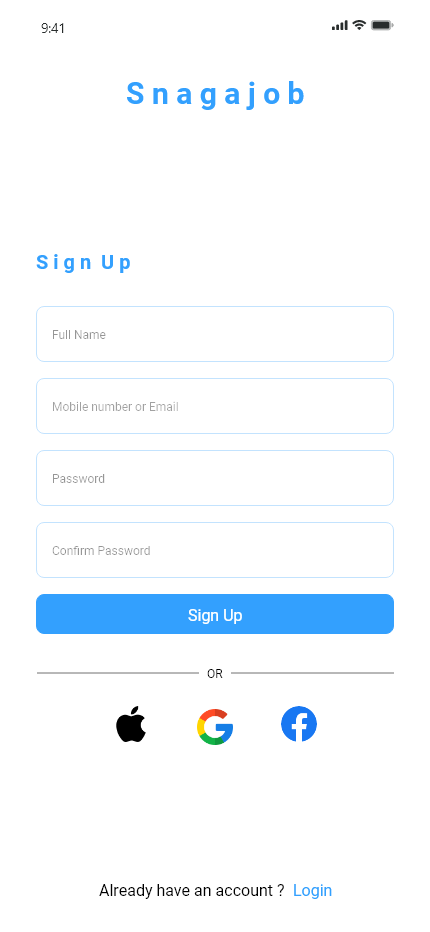 9:41
Snagajob
Sign Up
Full Name
Mobile number or Email
Password
Confirm Password
Sign Up
OR
Already have an account ? Login